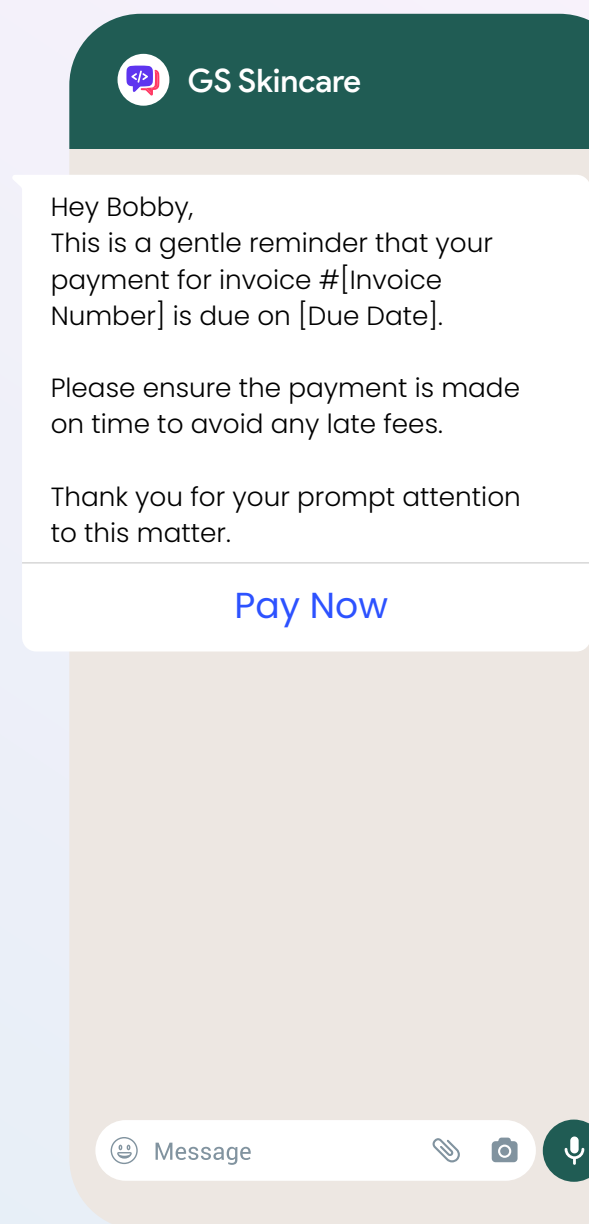 </>
GS Skincare
Hey Bobby,
This is a gentle reminder that your
payment for invoice #[Invoice
Number] is due on [Due Date].
Please ensure the payment is made
on time to avoid any late fees.
Thank you for your prompt attention
to this matter.
Pay Now
Message